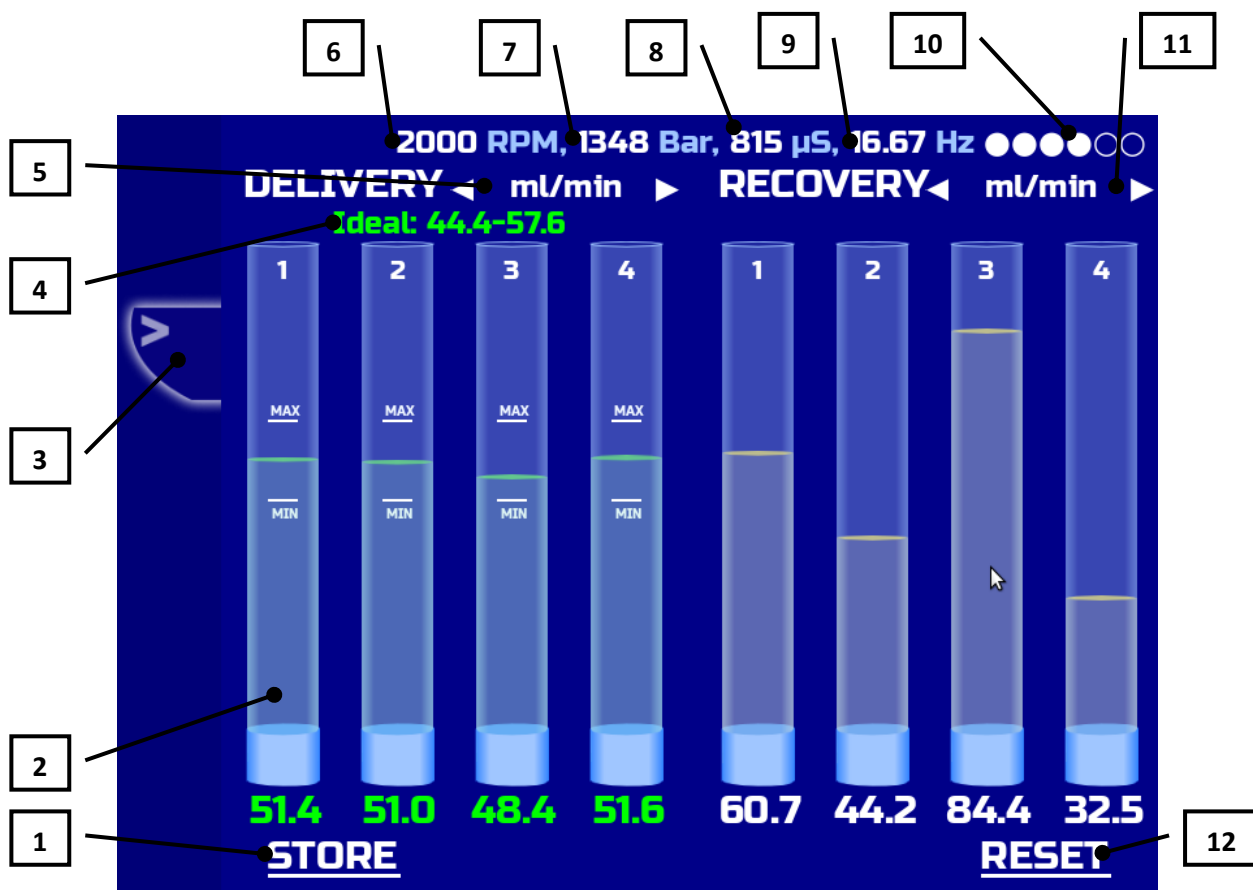 6 7 8 9 10 11
2000 RPM, 1348 Bar, 815 µS, 16.67 Hz
5
DELIVERY ◄ ml/min ► RECOVERY ◄ ml/min ►
Ideal: 44.4-57.6
4
1 2 3 4 1 2 3 4
>
MAX MAX MAX MAX
3
MIN MIN MIN MIN
2
51.4 51.0 48.4 51.6 60.7 44.2 84.4 32.5
1 12
STORE RESET